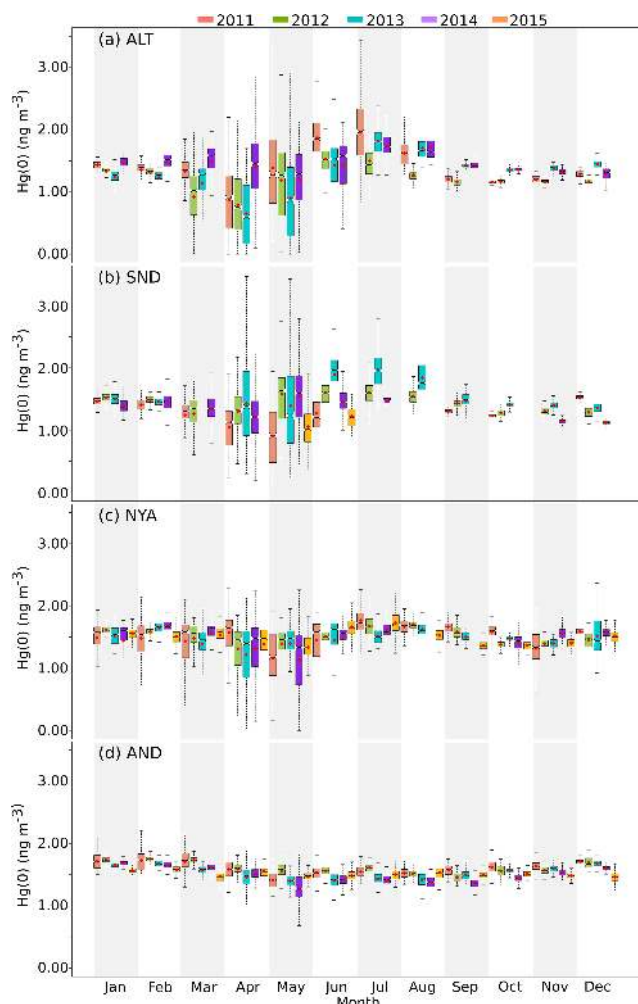 2011 2012 2013 2014 2015
(a) ALT
Hg(0) (ng m⁻³)
3.00
2.00
1.00
0.00
(b) SND
Hg(0) (ng m⁻³)
3.00
2.00
1.00
0.00
(c) NYA
Hg(0) (ng m⁻³)
3.00
2.00
1.00
0.00
(d) AND
Hg(0) (ng m⁻³)
3.00
2.00
1.00
0.00
Jan Feb Mar Apr May Jun Jul Aug Sep Oct Nov Dec
Month